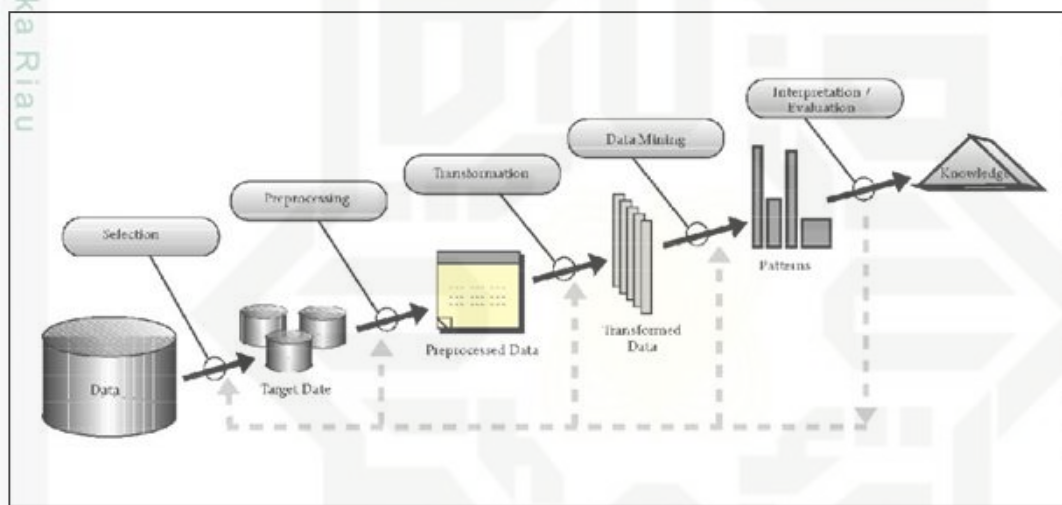 ka Riau
Interpretation /
Evaluation
Data Mining
Transformation
Preprocessing
Selection
Knowledge
Patterns
Transformed
Data
Preprocessed Data
Target Date
Data